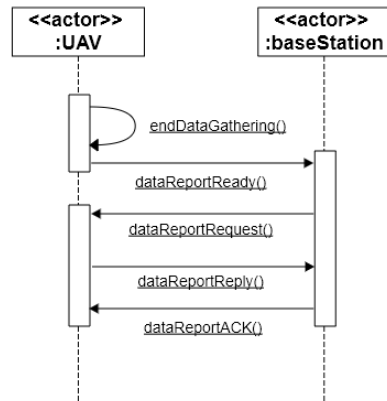 <<actor>>
:UAV
<<actor>>
:baseStation
endDataGathering()
dataReportReady()
dataReportRequest()
dataReportReply()
dataReportACK()